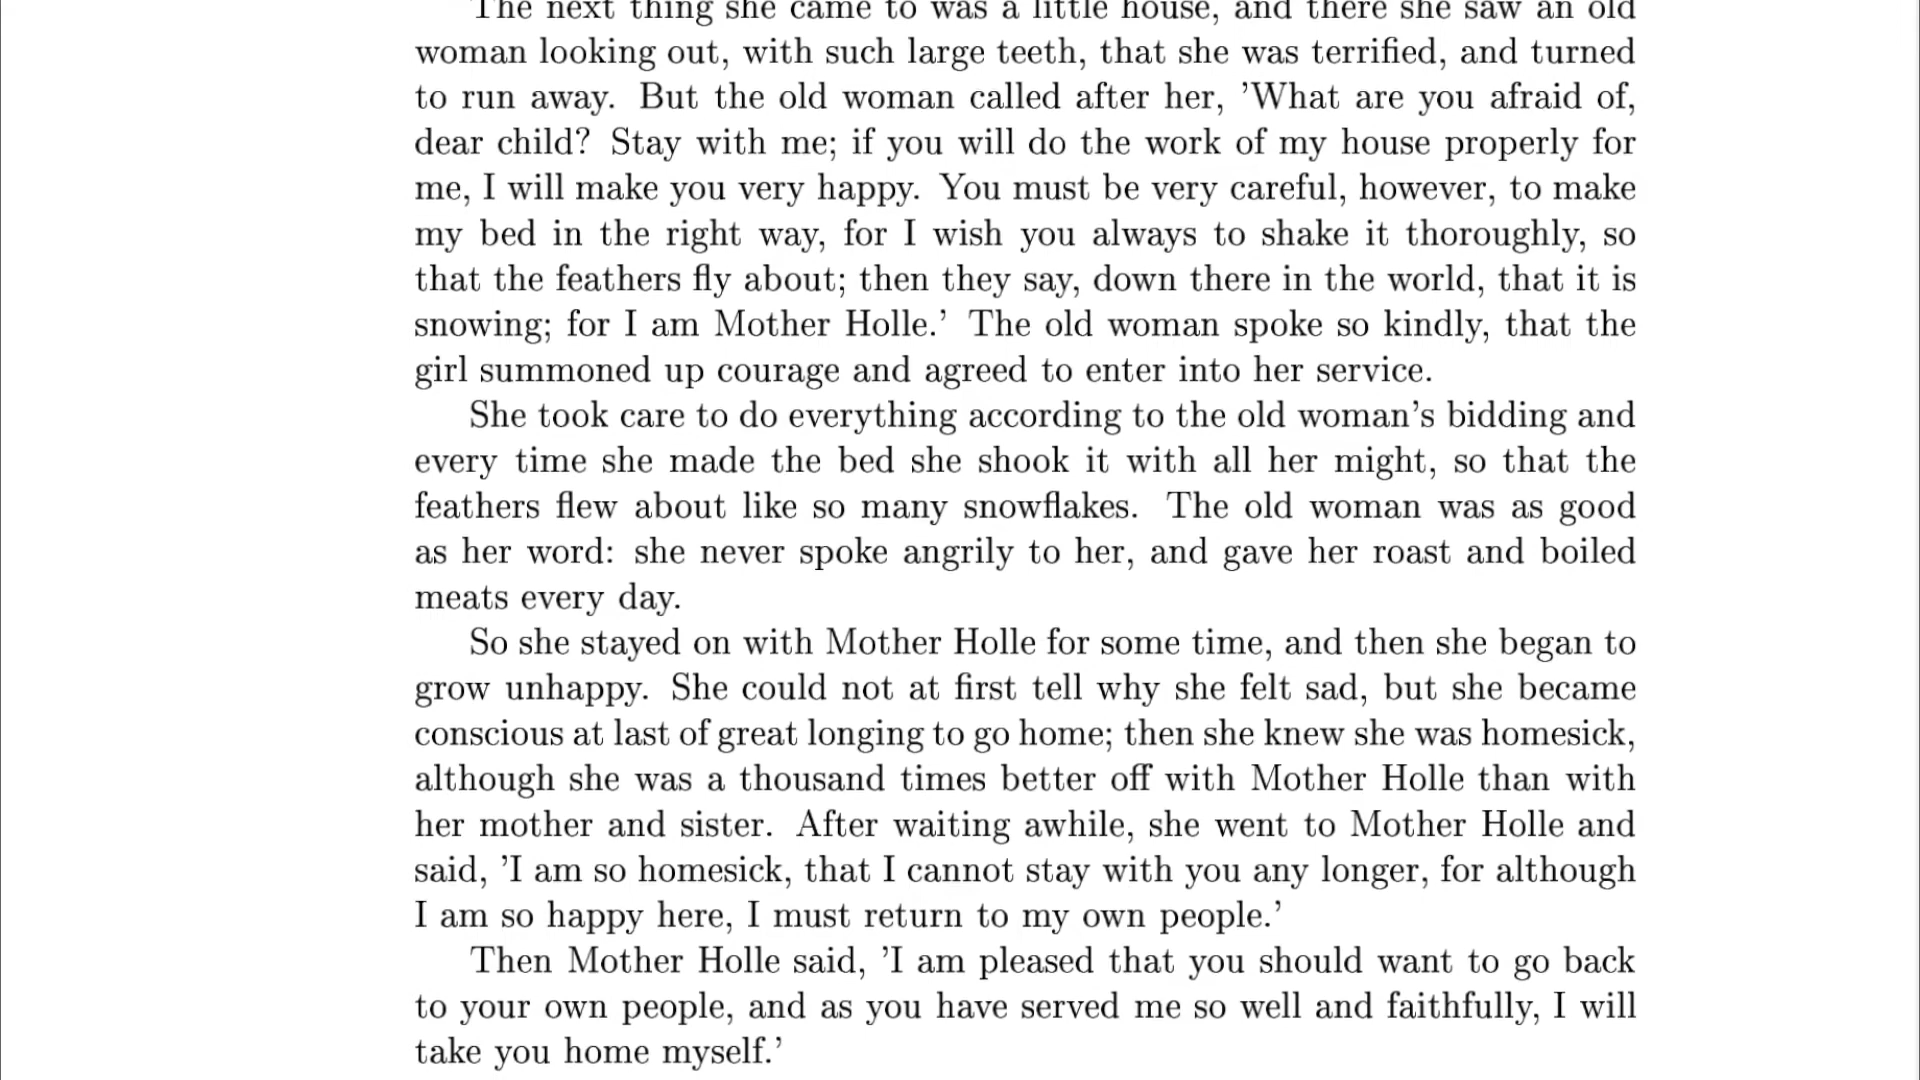 The next thing she came to was a little house, and there she saw an old
woman looking out, with such large teeth, that she was terrified, and turned
to run away. But the old woman called after her, ’What are you afraid of,
dear child? Stay with me; if you will do the work of my house properly for
me, I will make you very happy. You must be very careful, however, to make
my bed in the right way, for I wish you always to shake it thoroughly, so
that the feathers fly about; then they say, down there in the world, that it is
snowing; for I am Mother Holle.’ The old woman spoke so kindly, that the
girl summoned up courage and agreed to enter into her service.
She took care to do everything according to the old woman’s bidding and
every time she made the bed she shook it with all her might, so that the
feathers flew about like so many snowflakes. The old woman was as good
as her word: she never spoke angrily to her, and gave her roast and boiled
meats every day.
So she stayed on with Mother Holle for some time, and then she began to
grow unhappy. She could not at first tell why she felt sad, but she became
conscious at last of great longing to go home; then she knew she was homesick,
although she was a thousand times better off with Mother Holle than with
her mother and sister. After waiting awhile, she went to Mother Holle and
said, ’I am so homesick, that I cannot stay with you any longer, for although
I am so happy here, I must return to my own people.’
Then Mother Holle said, ’I am pleased that you should want to go back
to your own people, and as you have served me so well and faithfully, I will
take you home myself.’